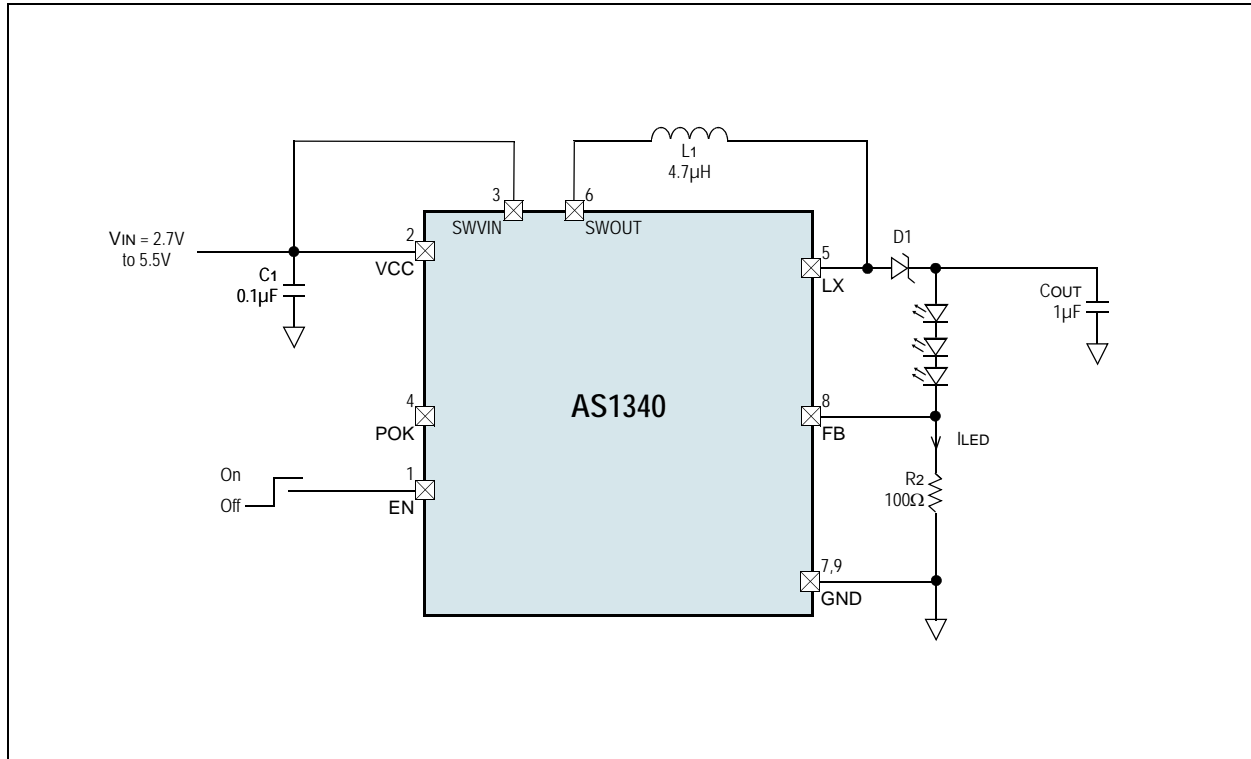 L1
4.7µH
3
6
SWVIN
SWOUT
VIN = 2.7V
to 5.5V
2
VCC
C1
0.1µF
5
LX
D1
COUT
1µF
AS1340
4
POK
8
FB
ILED
On
Off
1
EN
R2
100Ω
7,9
GND